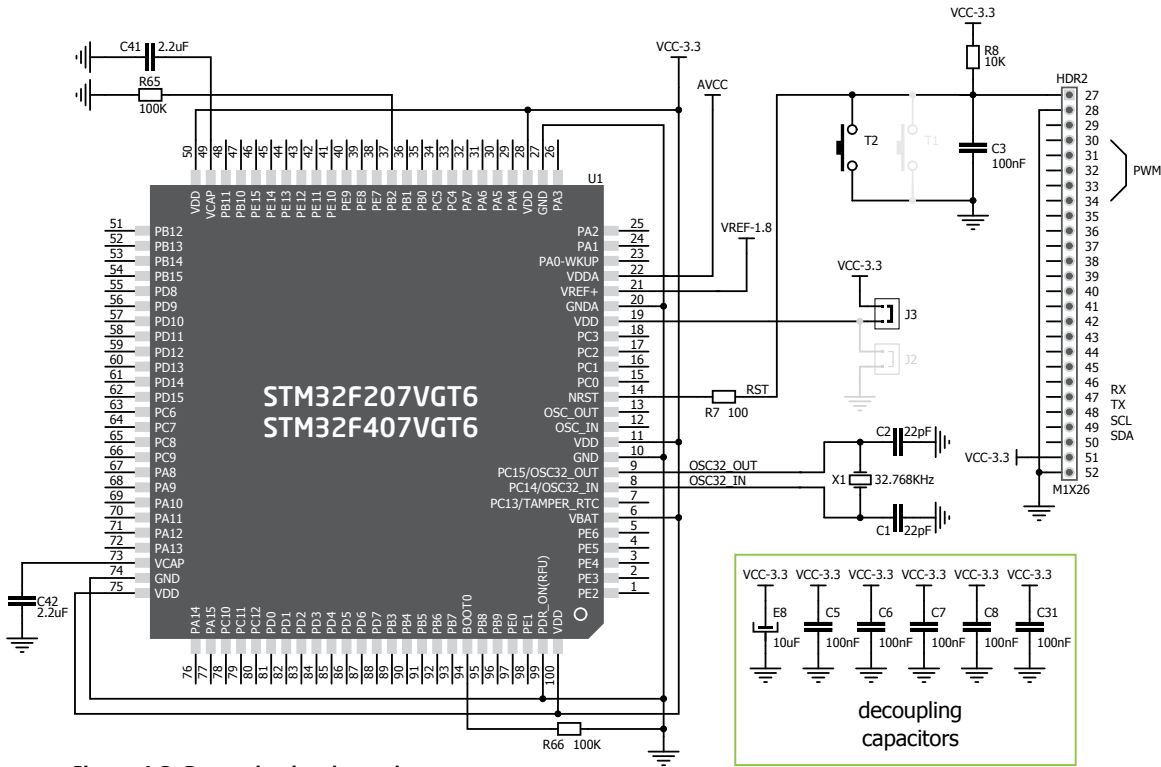 VCC-3.3
R8
10K
HDR2
27
28
29
30
31
32
33
34
35
36
37
38
39
40
41
42
43
44
45
46
47
48
49
50
51
52
PWM
RX
TX
SCL
SDA
VCC-3.3
M1X26
C41
2.2uF
R65
100K
VCC-3.3
AVCC
T2
T1
C3
100nF
50
49
48
47
46
45
44
43
42
41
40
39
38
37
36
35
34
33
32
31
30
29
28
27
26
VDD
VCAP
PB11
PB10
PE15
PE14
PE13
PE12
PE11
PE10
PE9
PE8
PE7
PB2
PB1
PB0
PC5
PC4
PA7
PA6
PA5
PA4
VDD
GND
PA3
U1
51 PB12
52 PB13
53 PB14
54 PB15
55 PD8
56 PD9
57 PD10
58 PD11
59 PD12
60 PD13
61 PD14
62 PD15
63 PC6
64 PC7
65 PC8
66 PC9
67 PA8
68 PA9
69 PA10
70 PA11
71 PA12
72 PA13
73 VCAP
74 GND
75 VDD
STM32F207VGT6
STM32F407VGT6
PA2 25
PA1 24
PA0-WKUP 23
VDDA 22
VREF+ 21
GNDA 20
VDD 19
PC3 18
PC2 17
PC1 16
PC0 15
NRST 14
OSC_OUT 13
OSC_IN 12
VDD 11
GND 10
PC15/OSC32_OUT 9
PC14/OSC32_IN 8
PC13/TAMPER_RTC 7
VBAT 6
PE6 5
PE5 4
PE4 3
PE3 2
PE2 1
VREF-1.8
VCC-3.3
J3
J2
RST
R7 100
OSC32_OUT
OSC32_IN
C2 22pF
X1 32.768KHz
C1 22pF
C42
2.2uF
PA14
PA15
PC10
PC11
PC12
PD0
PD1
PD2
PD3
PD4
PD5
PD6
PD7
PB3
PB4
PB5
PB6
PB7
BOOT0
PB8
PB9
PE0
PE1
PDR_ON(RFU)
VDD
76
77
78
79
80
81
82
83
84
85
86
87
88
89
90
91
92
93
94
95
96
97
98
99
100
R66 100K
VCC-3.3 VCC-3.3 VCC-3.3 VCC-3.3 VCC-3.3 VCC-3.3
E8 C5 C6 C7 C8 C31
10uF 100nF 100nF 100nF 100nF 100nF
decoupling
capacitors